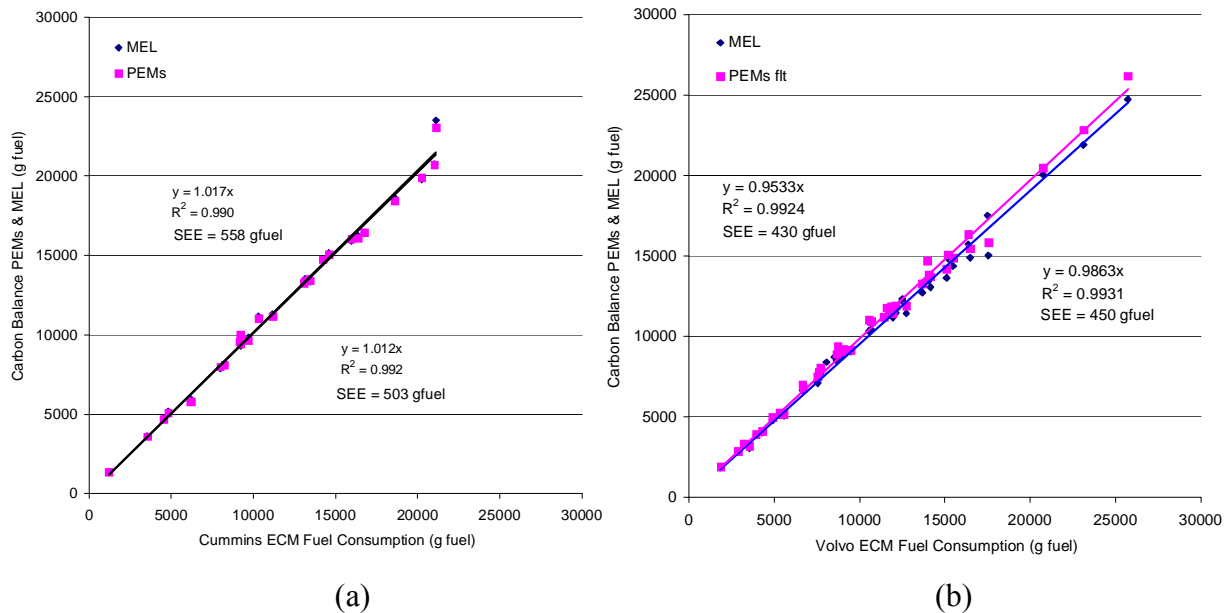 30000
25000
20000
15000
10000
5000
0
Carbon Balance PEMs & MEL (g fuel)
MEL
PEMs
y = 1.017x
R² = 0.990
SEE = 558 gfuel
y = 1.012x
R² = 0.992
SEE = 503 gfuel
0 5000 10000 15000 20000 25000 30000
Cummins ECM Fuel Consumption (g fuel)
(a)
30000
25000
20000
15000
10000
5000
0
Carbon Balance PEMs & MEL (g fuel)
MEL
PEMs flt
y = 0.9533x
R² = 0.9924
SEE = 430 gfuel
y = 0.9863x
R² = 0.9931
SEE = 450 gfuel
0 5000 10000 15000 20000 25000 30000
Volvo ECM Fuel Consumption (g fuel)
(b)